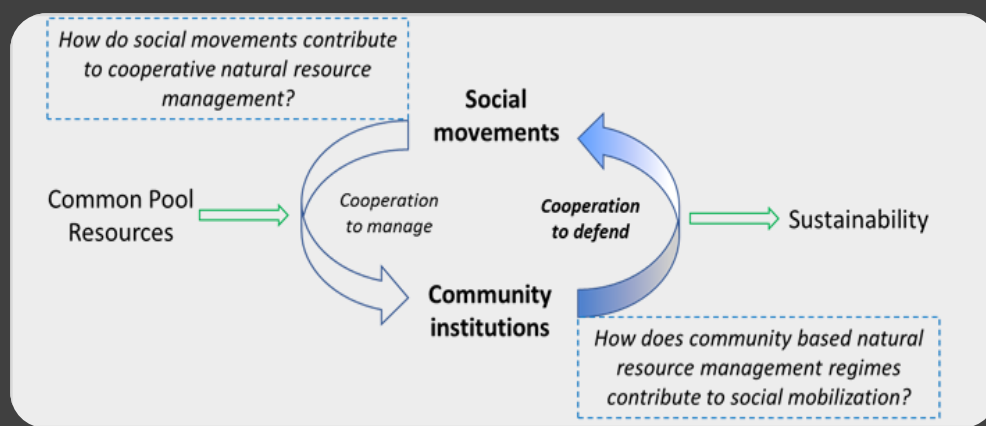 How do social movements contribute
to cooperative natural resource
management?
Social
movements
Common Pool
Resources
Cooperation
to manage
Cooperation
to defend
Sustainability
Community
institutions
How does community based natural
resource management regimes
contribute to social mobilization?